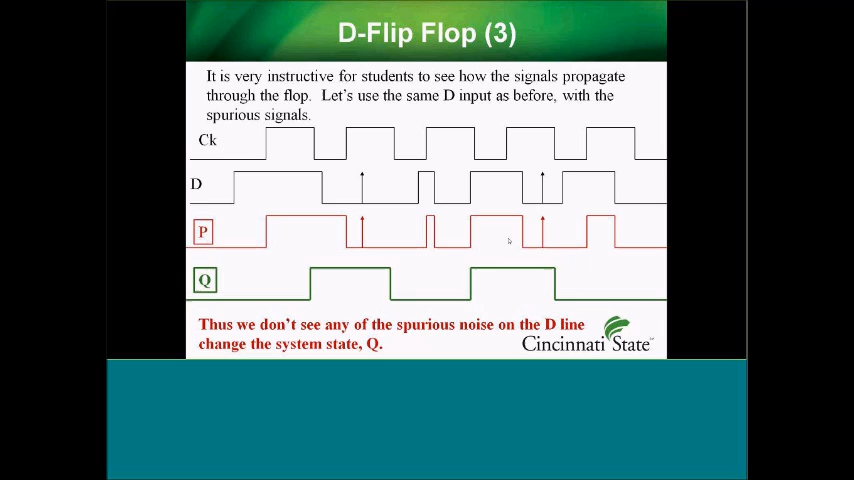 D-Flip Flop (3)
It is very instructive for students to see how the signals propagate
through the flop. Let's use the same D input as before, with the
spurious signals.
Ck
D
P
Q
Thus we don't see any of the spurious noise on the D line
change the system state, Q.
Cincinnati State